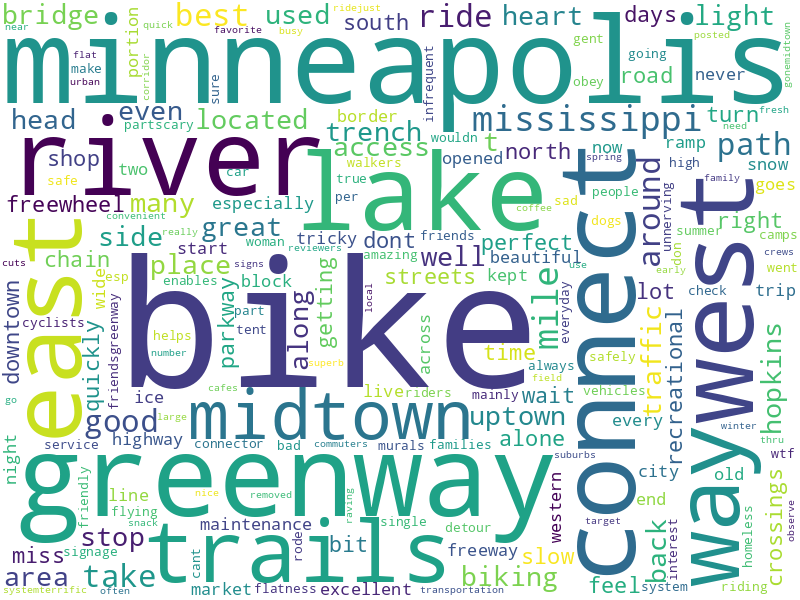 near
quick
favorite
busy
ridejust
bridge
best
used
ride
heart
days
light
posted
going
south
road
never
gonemidtown
minneapolis
flat
make
urban
corridor
portion
sure
infrequent
gent
obey
head
even
located
border
trench
mississippi
turn
fresh
need
partscary
t
wouldn
now
ramp
path
river
access
walkers
opened
north
spring
high
snow
shop
two
car
true
people
family
safe
lake
per
coffee
sad
dogs
connect
around
unnerving
west
goes
freewheel
many
especially
convenient
really
great
woman
reviewers
tricky
dont
friends
perfect
summer
don
right
camps
east
side
start
signs
amazing
well
beautiful
crews
cuts
chain
wide
esp
place
enables
block
getting
streets
kept
mile
everyday
use
lot
check
went
early
trip
downtown
cyclists
quickly
friendsgreenway
bike
part
tent
along
local
parkway
across
traffic
recreational
hopkins
number
helps
superb
time
always
field
safely
vehicles
go
large
cafes
live
riders
mainly
wait
every
winter
ice
good
midtown
uptown
alone
night
service
highway
connector
bad
commuters
murals
families
suburbs
city
old
thru
wtf
greenway
way
line
friendly
flying
snack
nice
removed
raving
single
detour
western
target
end
back
interest
homeless
crossings
observe
maintenance
stop
miss
signage
trails
cant
rode
bit
freeway
slow
area
take
market
flatness
excellent
biking
feel
system
riding
systemterrific
often
transportation